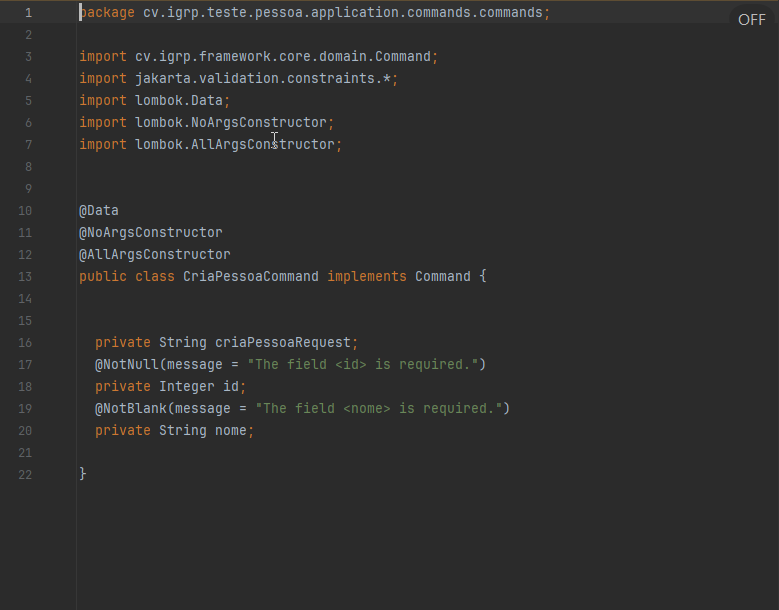 1 package cv.igrp.teste.pessoa.application.commands.commands;
OFF
2
3 import cv.igrp.framework.core.domain.Command;
4 import jakarta.validation.constraints.*;
5 import lombok.Data;
6 import lombok.NoArgsConstructor;
7 import lombok.AllArgsConstructor;
8
9
10 @Data
11 @NoArgsConstructor
12 @AllArgsConstructor
13 public class CriaPessoaCommand implements Command {
14
15
16 private String criaPessoaRequest;
17 @NotNull(message = "The field <id> is required.")
18 private Integer id;
19 @NotBlank(message = "The field <nome> is required.")
20 private String nome;
21
22 }